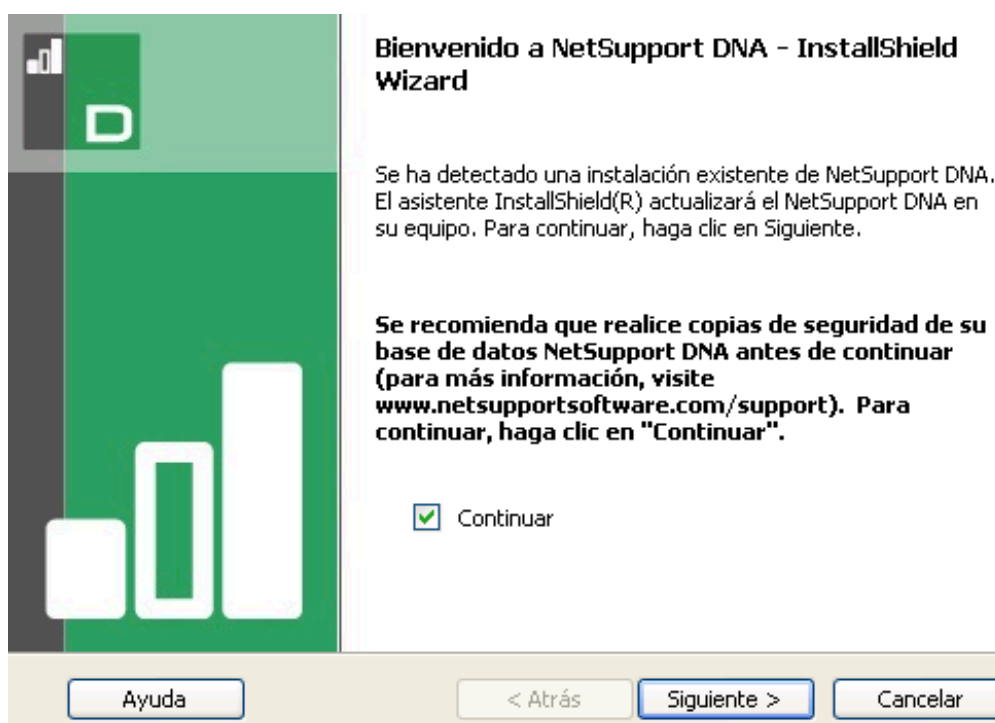 D
Bienvenido a NetSupport DNA - InstallShield
Wizard
Se ha detectado una instalación existente de NetSupport DNA.
El asistente InstallShield(R) actualizará el NetSupport DNA en
su equipo. Para continuar, haga clic en Siguiente.
Se recomienda que realice copias de seguridad de su
base de datos NetSupport DNA antes de continuar
(para más información, visite
www.netsupportsoftware.com/support). Para
continuar, haga clic en "Continuar".
Continuar
Ayuda
< Atrás
Siguiente >
Cancelar